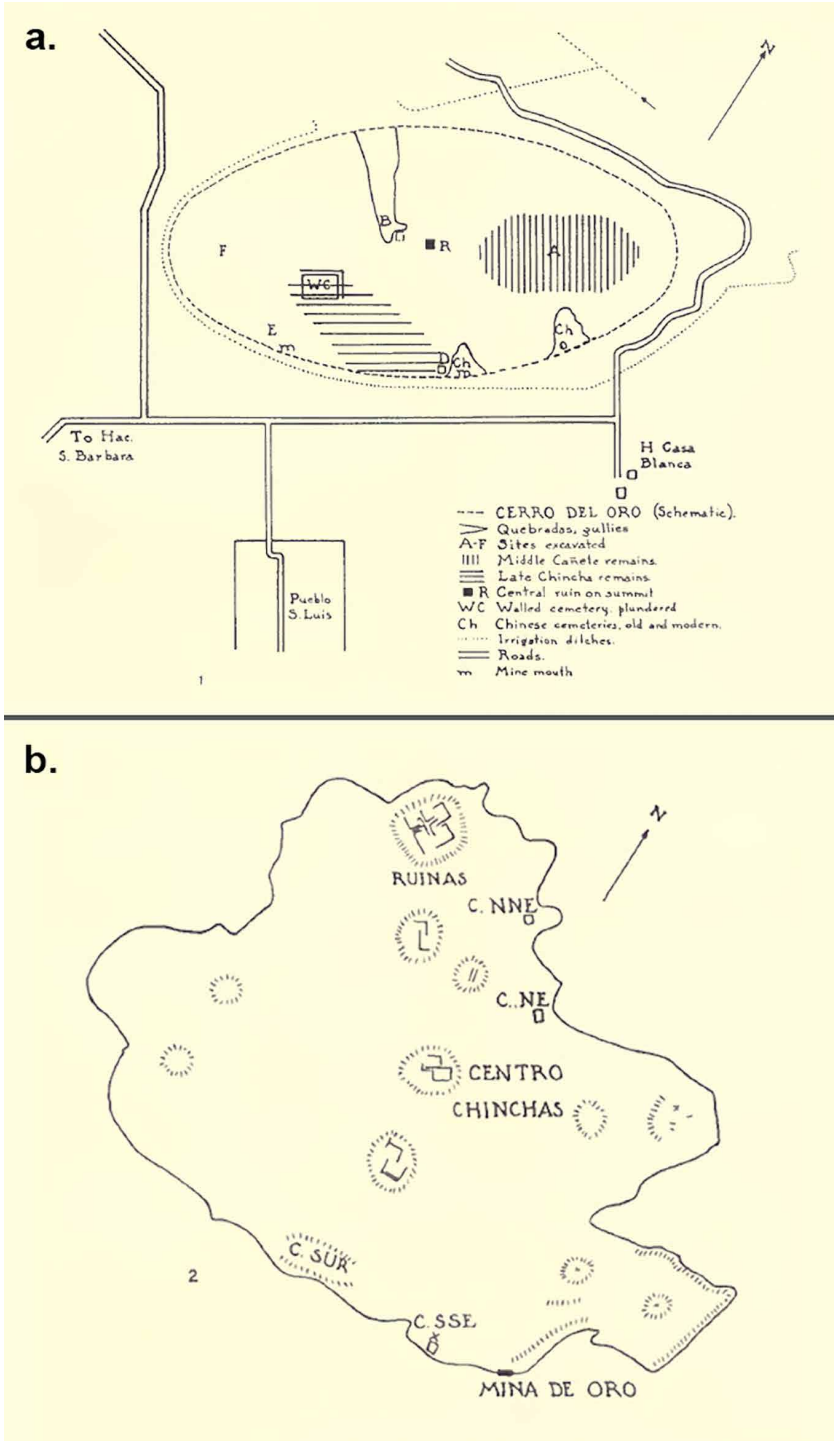 a.
N
B
R
A
F
WC
E
m
D
Ch
m
Ch
To Hac.
S. Barbara
H Casa
Blanca
Pueblo
S. Luis
--- CERRO DEL ORO (Schematic).
Quebradas, gullies
A-F Sites excavated
Middle Cañete remains.
Late Chincha remains.
R Central ruin on summit
WC Walled cemetery, plundered
Ch Chinese cemeteries, old and modern.
Irrigation ditches.
Roads.
m Mine mouth
1
b.
N
RUINAS
C. NNE
C. NE
CENTRO
CHINCHAS
C. SUR
2
C. SSE
MINA DE ORO